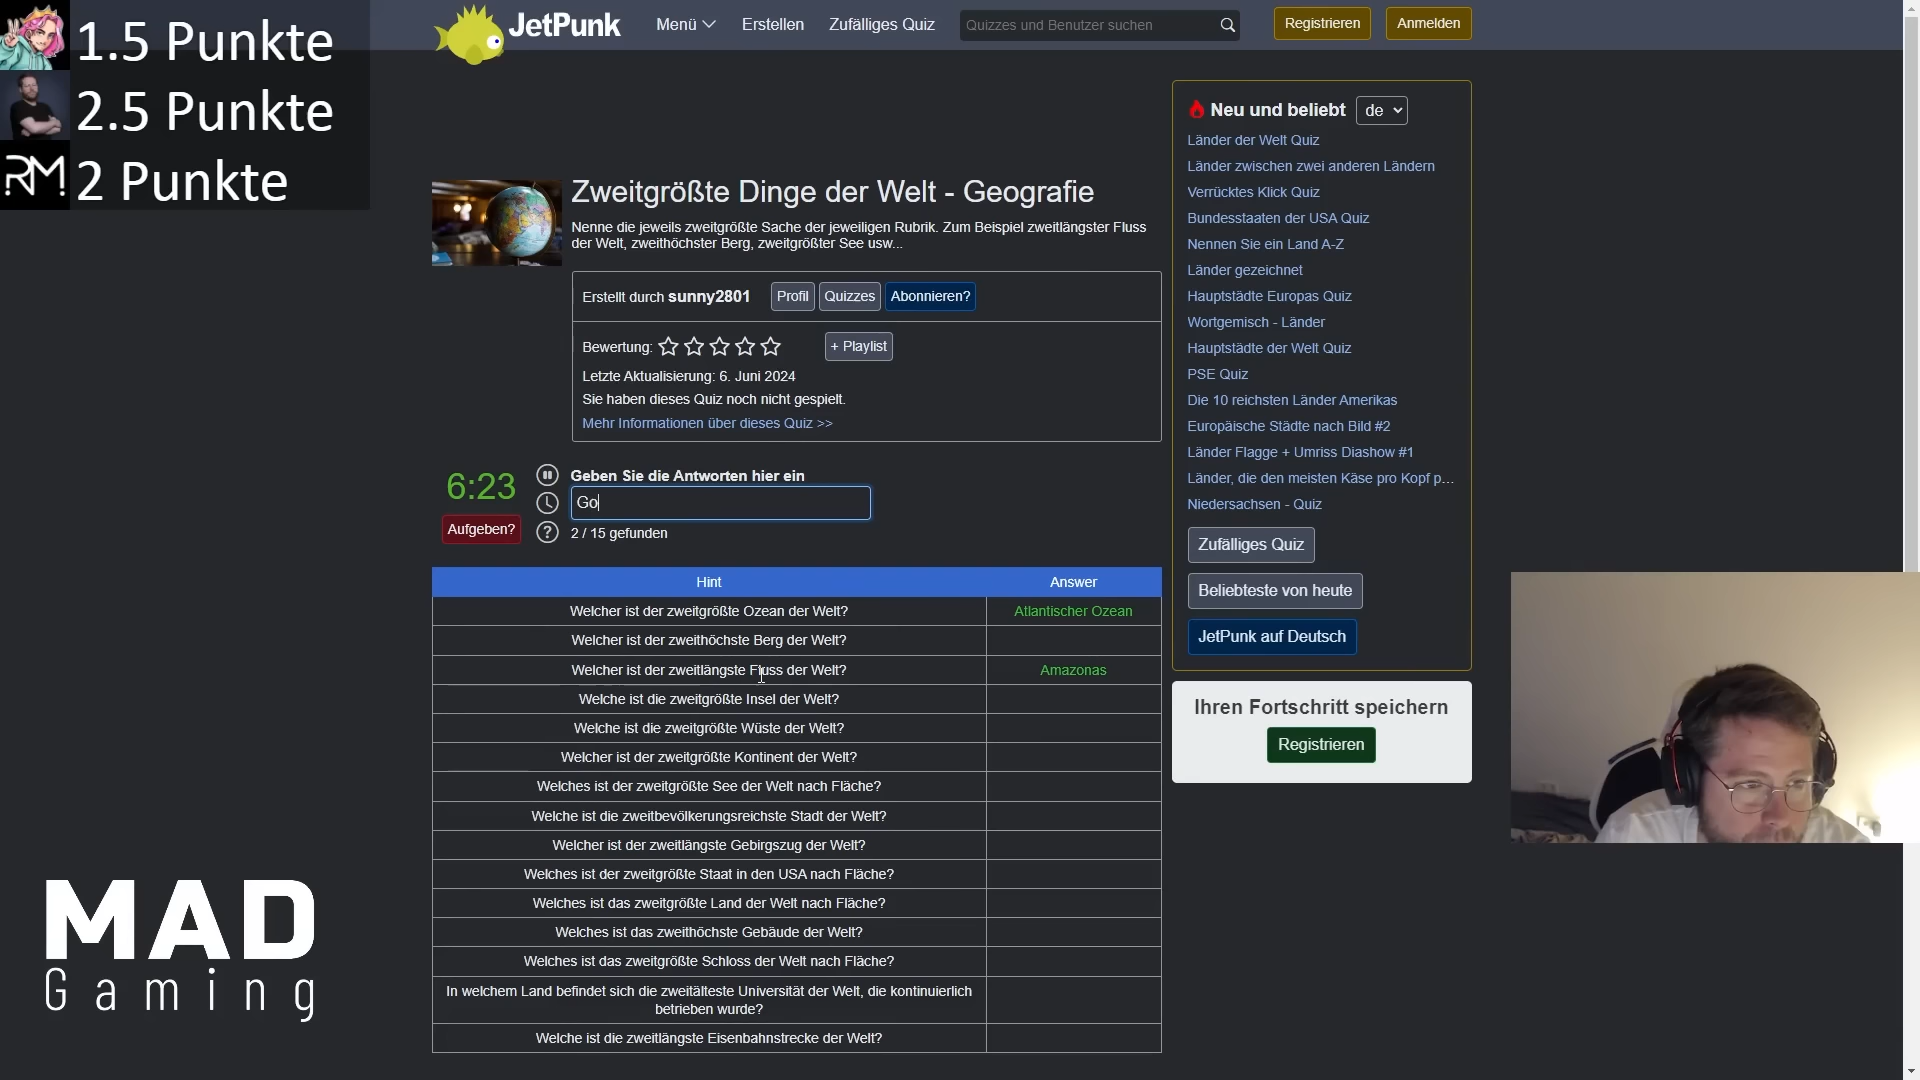 1.5 Punkte
2.5 Punkte
RM 2 Punkte
JetPunk
Menü
Erstellen
Zufälliges Quiz
Quizzes und Benutzer suchen
Registrieren
Anmelden
Zweitgrößte Dinge der Welt - Geografie
Nenne die jeweils zweitgrößte Sache der jeweiligen Rubrik. Zum Beispiel zweitlängster Fluss
der Welt, zweithöchster Berg, zweitgrößter See usw...
Erstellt durch sunny2801
Profil
Quizzes
Abonnieren?
Bewertung:
+ Playlist
Letzte Aktualisierung: 6. Juni 2024
Sie haben dieses Quiz noch nicht gespielt.
Mehr Informationen über dieses Quiz >>
6:23
Aufgeben?
Geben Sie die Antworten hier ein
Go
?
2 / 15 gefunden
Hint Answer
Welcher ist der zweitgrößte Ozean der Welt? Atlantischer Ozean
Welcher ist der zweithöchste Berg der Welt?
Welcher ist der zweitlängste Fluss der Welt? Amazonas
Welche ist die zweitgrößte Insel der Welt?
Welche ist die zweitgrößte Wüste der Welt?
Welcher ist der zweitgrößte Kontinent der Welt?
Welches ist der zweitgrößte See der Welt nach Fläche?
Welche ist die zweitbevölkerungsreichste Stadt der Welt?
Welcher ist der zweitlängste Gebirgszug der Welt?
Welches ist der zweitgrößte Staat in den USA nach Fläche?
Welches ist das zweitgrößte Land der Welt nach Fläche?
Welches ist das zweithöchste Gebäude der Welt?
Welches ist das zweitgrößte Schloss der Welt nach Fläche?
In welchem Land befindet sich die zweitälteste Universität der Welt, die kontinuierlich
betrieben wurde?
Welche ist die zweitlängste Eisenbahnstrecke der Welt?
Neu und beliebt de
Länder der Welt Quiz
Länder zwischen zwei anderen Ländern
Verrücktes Klick Quiz
Bundesstaaten der USA Quiz
Nennen Sie ein Land A-Z
Länder gezeichnet
Hauptstädte Europas Quiz
Wortgemisch - Länder
Hauptstädte der Welt Quiz
PSE Quiz
Die 10 reichsten Länder Amerikas
Europäische Städte nach Bild #2
Länder Flagge + Umriss Diashow #1
Länder, die den meisten Käse pro Kopf p...
Niedersachsen - Quiz
Zufälliges Quiz
Beliebteste von heute
JetPunk auf Deutsch
Ihren Fortschritt speichern
Registrieren
MAD
Gaming